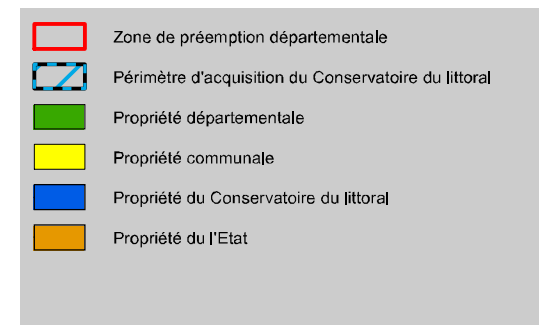 Zone de préemption départementale
Périmètre d'acquisition du Conservatoire du littoral
Propriété départementale
Propriété communale
Propriété du Conservatoire du littoral
Propriété du l'Etat